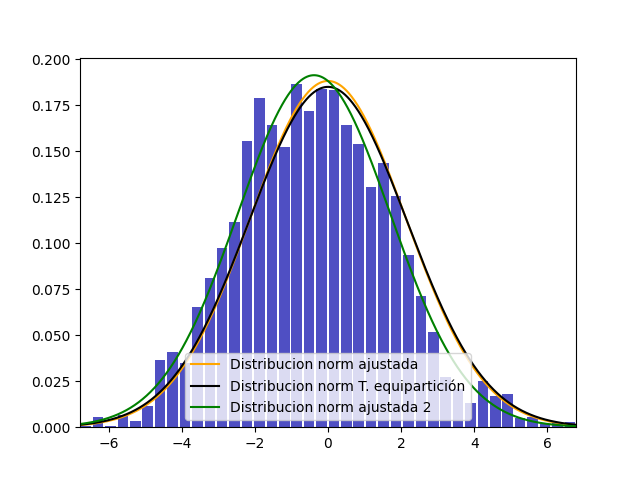 0.200
0.175
0.150
0.125
0.100
0.075
0.050
0.025
0.000
Distribucion norm ajustada
Distribucion norm T. equipartición
Distribucion norm ajustada 2
−6 −4 −2 0 2 4 6